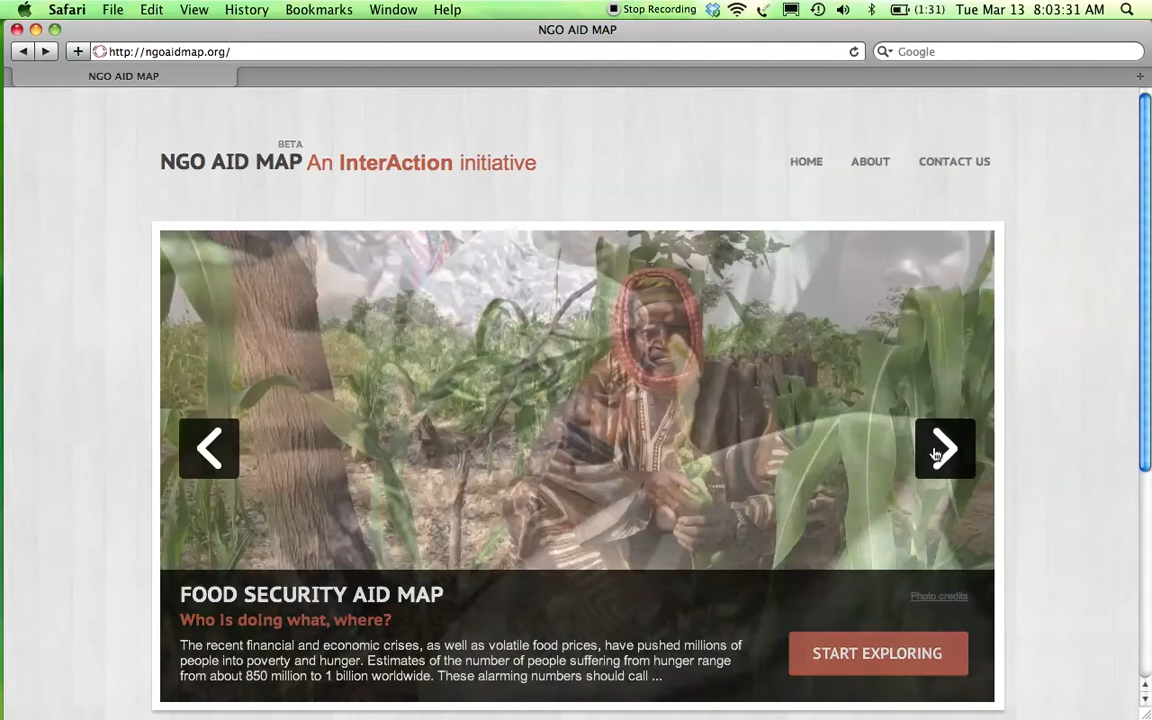 Safari File Edit View History Bookmarks Window Help Stop Recording (1:31) Tue Mar 13 8:03:31 AM
NGO AID MAP
http://ngoaidmap.org/ Google
NGO AID MAP
BETA
NGO AID MAP An InterAction initiative HOME ABOUT CONTACT US
FOOD SECURITY AID MAP
Photo credits
Who is doing what, where?
The recent financial and economic crises, as well as volatile food prices, have pushed millions of
people into poverty and hunger. Estimates of the number of people suffering from hunger range
from about 850 million to 1 billion worldwide. These alarming numbers should call ...
START EXPLORING